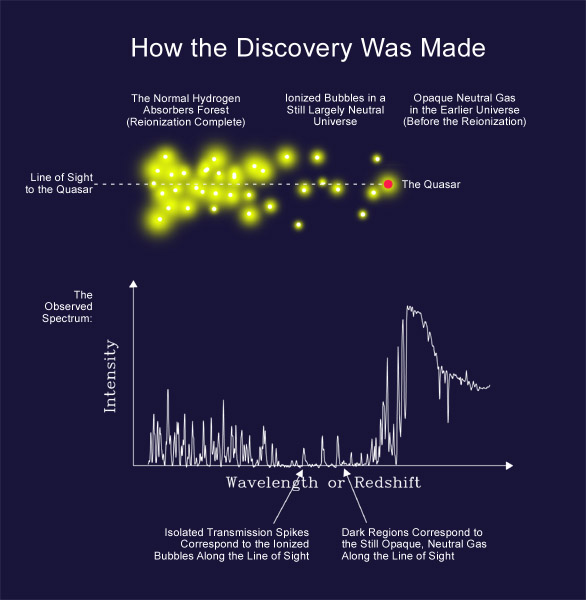 How the Discovery Was Made
The Normal Hydrogen
Absorbers Forest
(Reionization Complete)
Ionized Bubbles in a
Still Largely Neutral
Universe
Opaque Neutral Gas
in the Earlier Universe
(Before the Reionization)
Line of Sight
to the Quasar
The Quasar
The
Observed
Spectrum:
Intensity
Wavelength or Redshift
Isolated Transmission Spikes
Correspond to the Ionized
Bubbles Along the Line of Sight
Dark Regions Correspond to
the Still Opaque, Neutral Gas
Along the Line of Sight